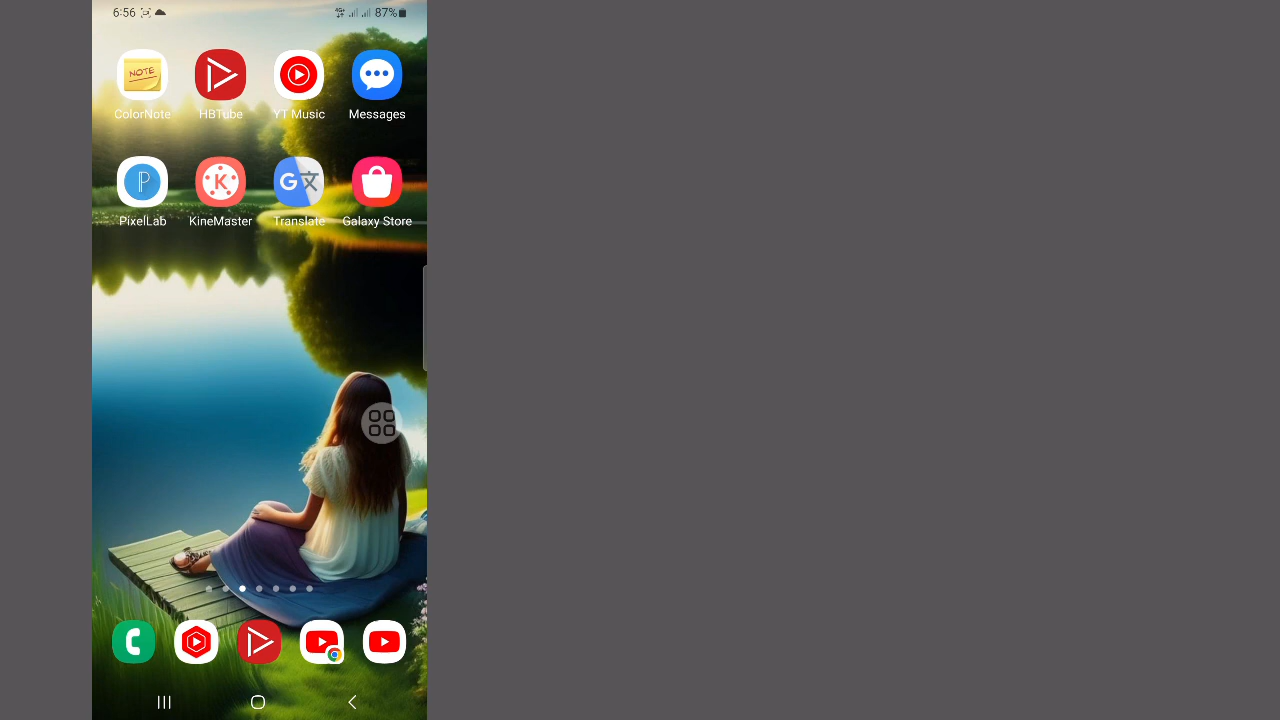 6:56 87%
NOTE
ColorNote HBTube YT Music Messages
P K G
PixelLab KineMaster Translate Galaxy Store